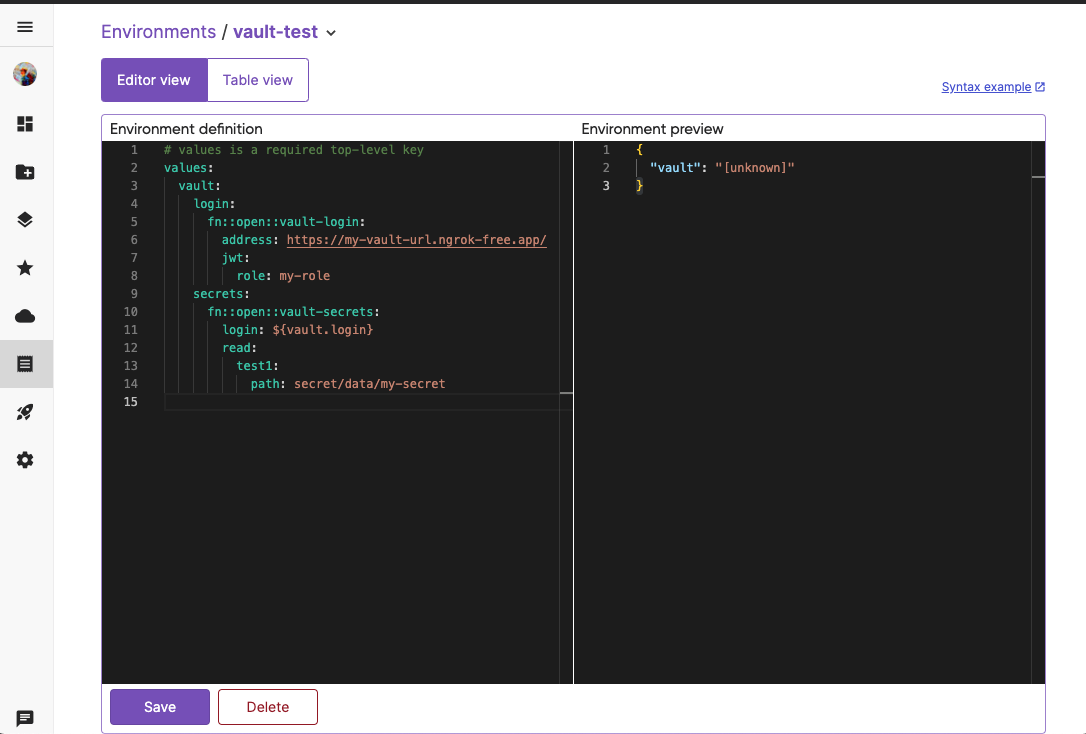 Environments / vault-test
Editor view
Table view
Syntax example
Environment definition
1 # values is a required top-level key
2 values:
3 vault:
4 login:
5 fn::open::vault-login:
6 address: https://my-vault-url.ngrok-free.app/
7 jwt:
8 role: my-role
9 secrets:
10 fn::open::vault-secrets:
11 login: ${vault.login}
12 read:
13 test1:
14 path: secret/data/my-secret
15
Environment preview
1 {
2 "vault": "[unknown]"
3 }
Save
Delete